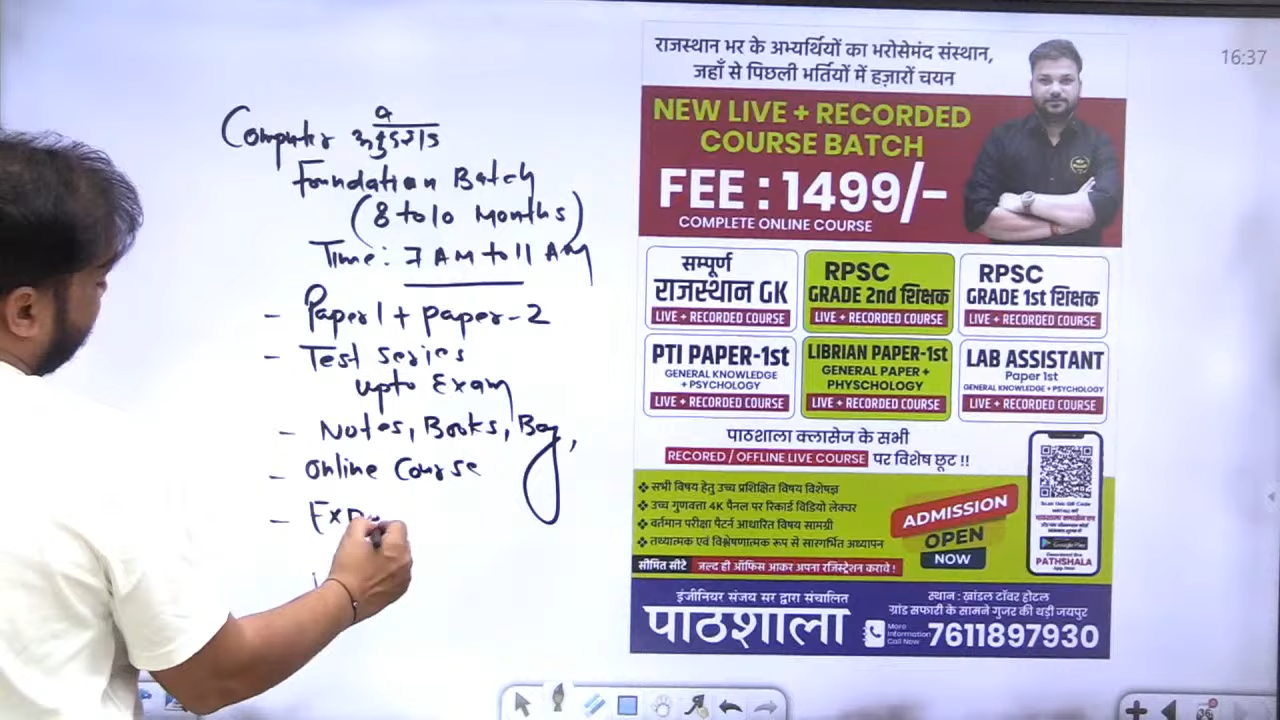 Computer अनुदेशक
Foundation Batch
(8 to 10 Months)
Time: 7 AM to 11 AM
- Paper 1 + Paper-2
- Test Series
upto Exam
- Notes, Books, Bag,
- Online Course
राजस्थान भर के अभ्यर्थियों का भरोसेमंद संस्थान,
जहाँ से पिछली भर्तियों में हज़ारों चयन
NEW LIVE + RECORDED
COURSE BATCH
FEE : 1499/-
COMPLETE ONLINE COURSE
सम्पूर्ण
राजस्थान GK
LIVE + RECORDED COURSE
RPSC
GRADE 2nd शिक्षक
LIVE + RECORDED COURSE
RPSC
GRADE 1st शिक्षक
LIVE + RECORDED COURSE
PTI PAPER-1st
GENERAL KNOWLEDGE
+ PSYCHOLOGY
LIVE + RECORDED COURSE
LIBRIAN PAPER-1st
GENERAL PAPER +
PHYSCHOLOGY
LIVE + RECORDED COURSE
LAB ASSISTANT
Paper 1st
GENERAL KNOWLEDGE + PSYCHOLOGY
LIVE + RECORDED COURSE
पाठशाला क्लासेज के सभी
RECORED / OFFLINE LIVE COURSE पर विशेष छूट !!
❖ सभी विषय हेतु उच्च प्रशिक्षित विषय विशेषज्ञ
❖ उच्च गुणवत्ता 4K पैनल पर रिकार्ड विडियो लेक्चर
❖ वर्तमान परीक्षा पैटर्न आधारित विषय सामग्री
❖ तथ्यात्मक एवं विश्लेषणात्मक रूप से सारगर्भित अध्यापन
सीमित सीटे जल्द ही ऑफिस आकर अपना रजिस्ट्रेशन करावे !
ADMISSION
OPEN
NOW
Google Play
PATHSHALA
इंजीनियर संजय सर द्वारा संचालित
पाठशाला
स्थान : खांडल टॉवर होटल
ग्रांड सफारी के सामने गुजर की थड़ी जयपुर
More
Information
Call Now
7611897930
16:37